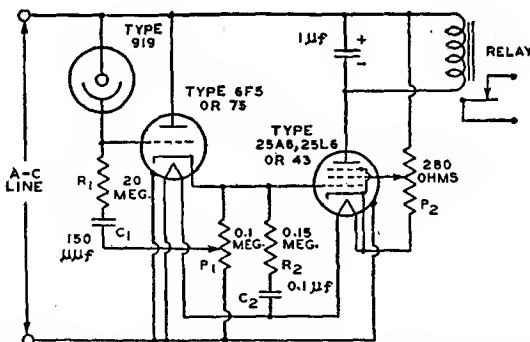 TYPE
919
1µf
+
-
RELAY
TYPE 6F5
OR 75
TYPE
25A6, 25L6
OR 43
A-C
LINE
R1
20
MEG.
C1
150
µµf
0.1
MEG.
P1
0.15
MEG.
R2
0.1µf
C2
280
OHMS
P2